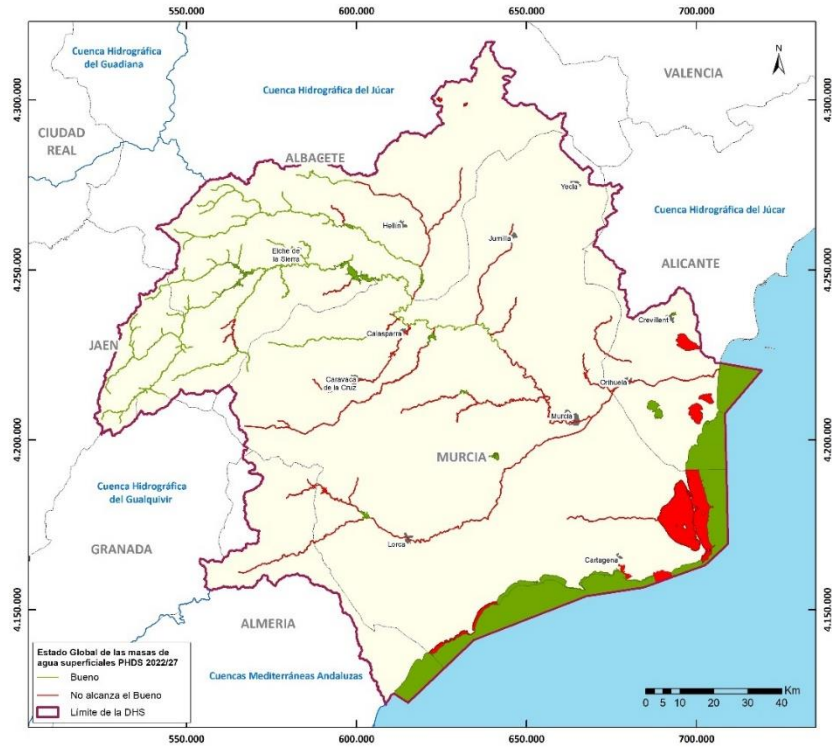 550.000 600.000 650.000 700.000
Cuenca Hidrográfica
del Guadiana
N
VALENCIA
Cuenca Hidrográfica del Júcar
4.300.000
4.300.000
CIUDAD
REAL
ALBAGETE
Yecla
Hellín
Cuenca Hidrográfica del Júcar
Jumilla
Elche de
la Sierra
4.250.000
4.250.000
ALICANTE
Crevillent
JAEN
Calasparra
Caravaca
de la Cruz
Orihuela
Murcia
4.200.000
4.200.000
MURCIA
Cuenca Hidrográfica
del Gualquivir
GRANADA
Lorca
Cartagena
4.150.000
4.150.000
ALMERIA
Estado Global de las masas de
agua superficiales PHDS 2022/27
Bueno
No alcanza el Bueno
Límite de la DHS
Cuencas Mediterráneas Andaluzas
Km
0 5 10 20 30 40
550.000 600.000 650.000 700.000